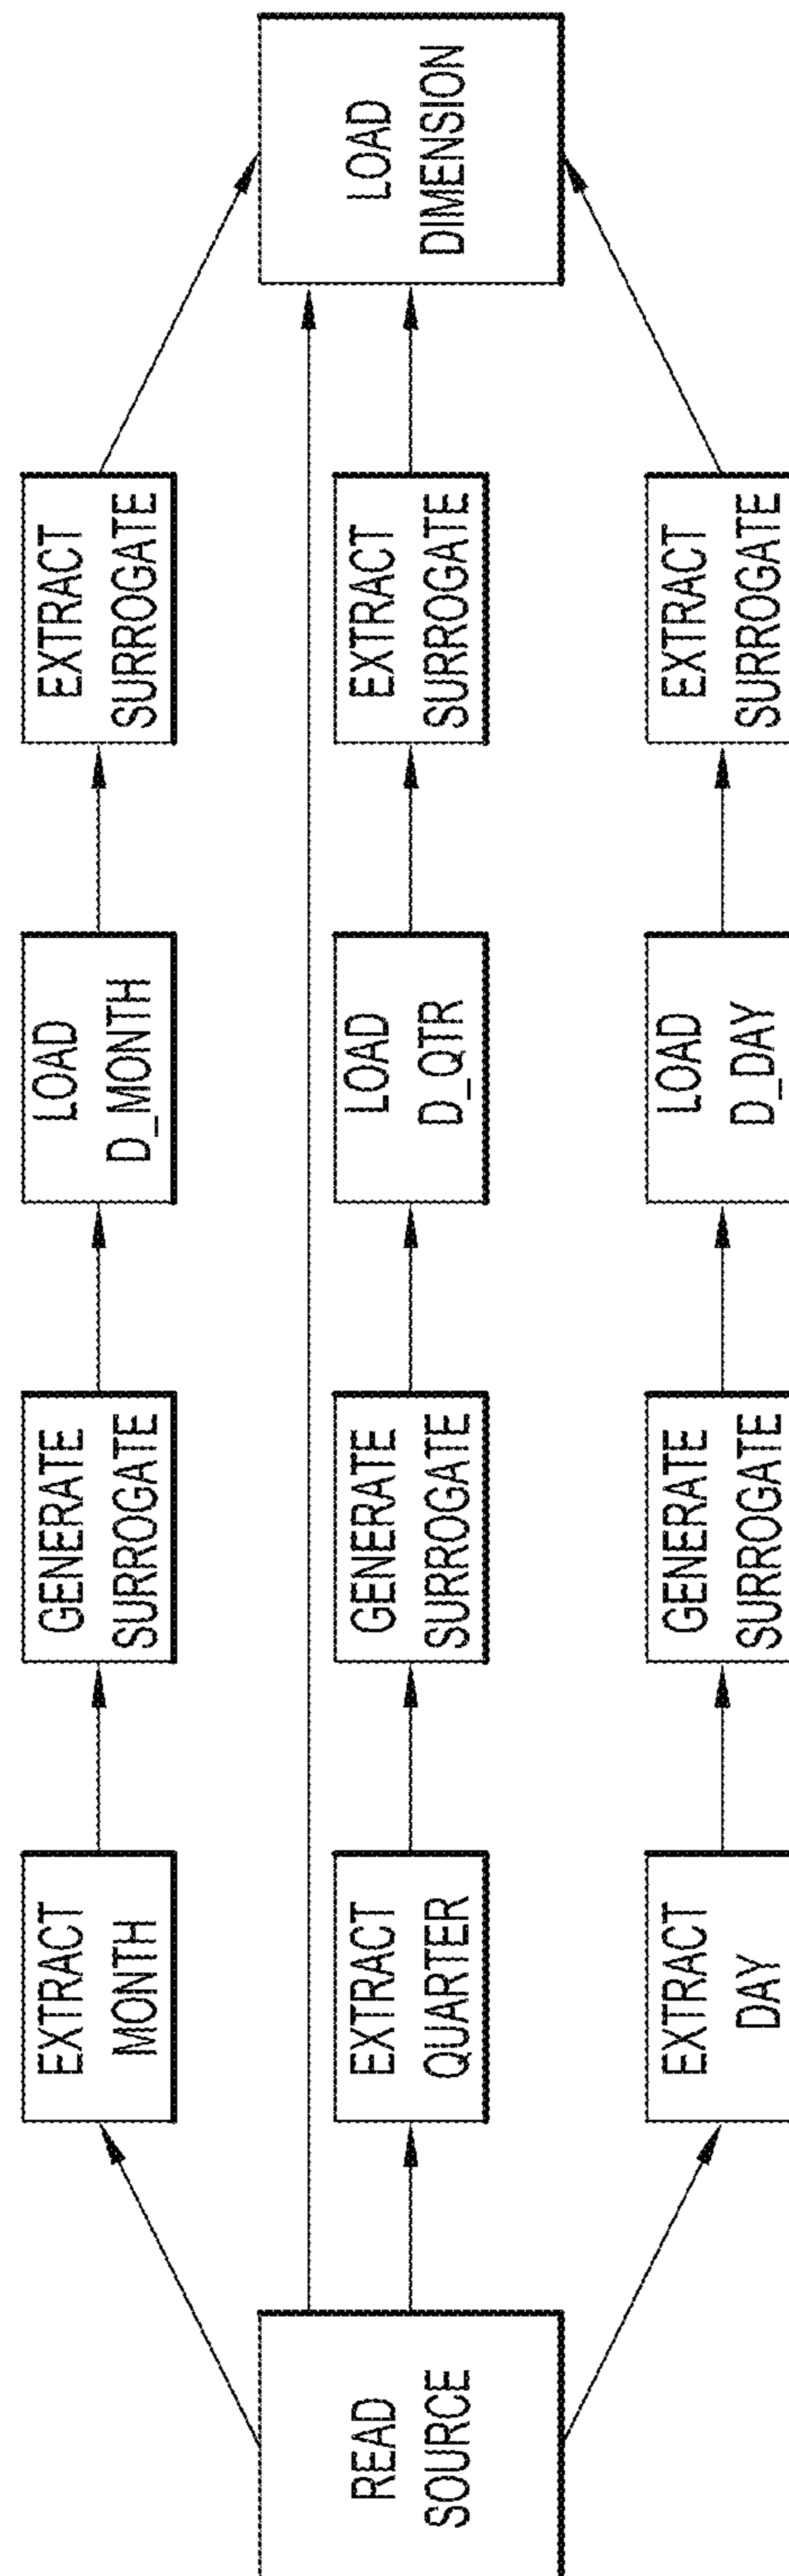 READ
SOURCE
EXTRACT
MONTH
GENERATE
SURROGATE
LOAD
D_MONTH
EXTRACT
SURROGATE
EXTRACT
QUARTER
GENERATE
SURROGATE
LOAD
D_QTR
EXTRACT
SURROGATE
EXTRACT
DAY
GENERATE
SURROGATE
LOAD
D_DAY
EXTRACT
SURROGATE
LOAD
DIMENSION